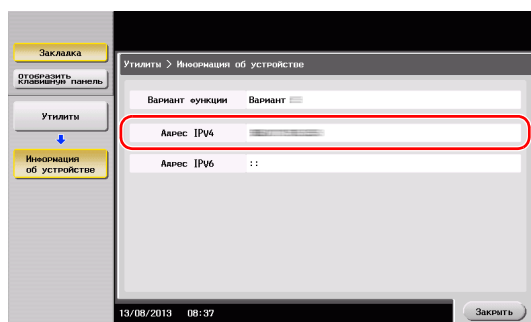 Закладка
Отобразить
клавишную панель
Утилиты
Информация
об устройстве
Утилиты > Информация об устройстве
Вариант функции Вариант
Адрес IPV4
Адрес IPV6 ::
13/08/2013 08:37
Закрыть